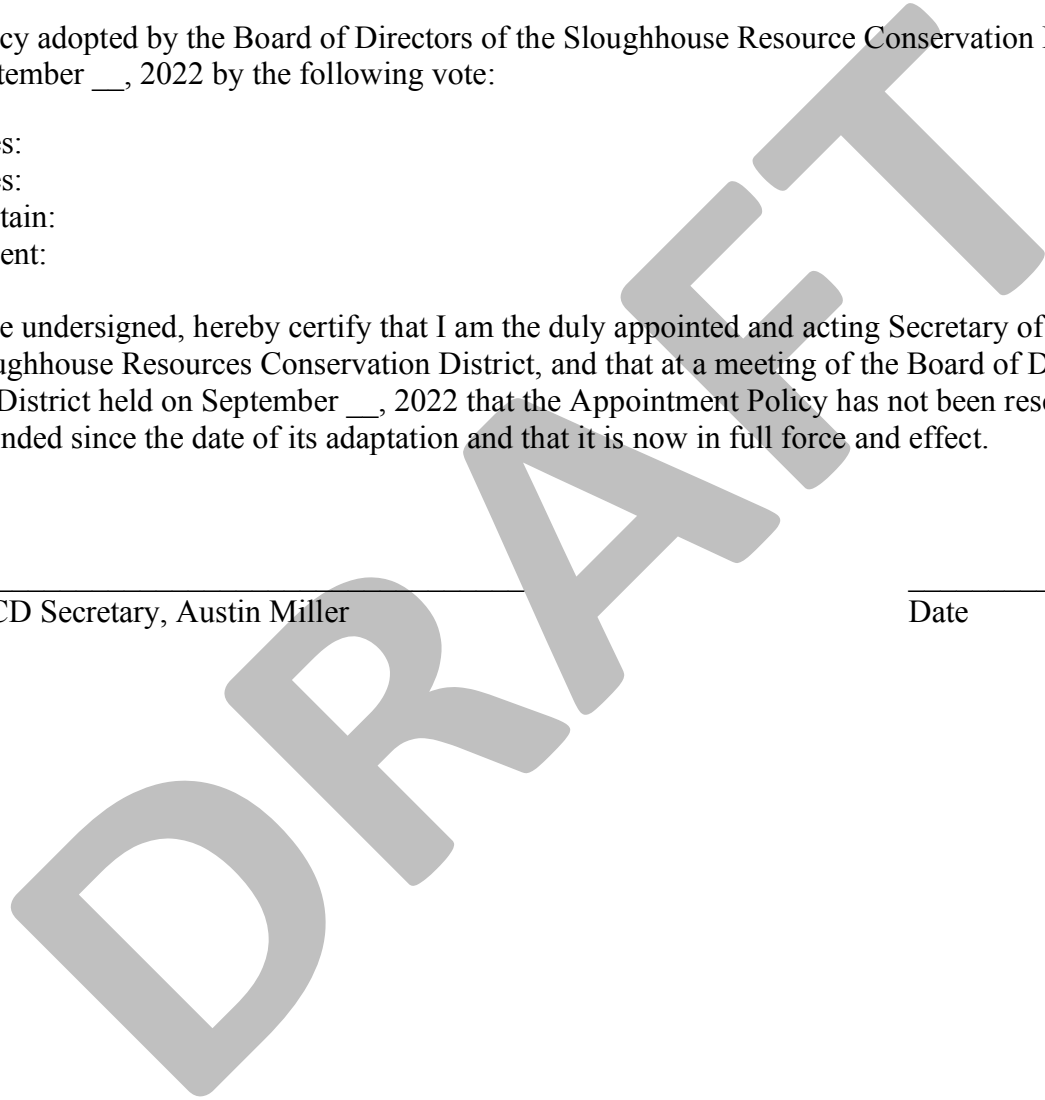 cy adopted by the Board of Directors of the Sloughhouse Resource Conservation
tember __, 2022 by the following vote:
s:
s:
tain:
ent:
e undersigned, hereby certify that I am the duly appointed and acting Secretary of
ughhouse Resources Conservation District, and that at a meeting of the Board of D
District held on September __, 2022 that the Appointment Policy has not been resc
nded since the date of its adaptation and that it is now in full force and effect.
CD Secretary, Austin Miller
Date
DRAFT